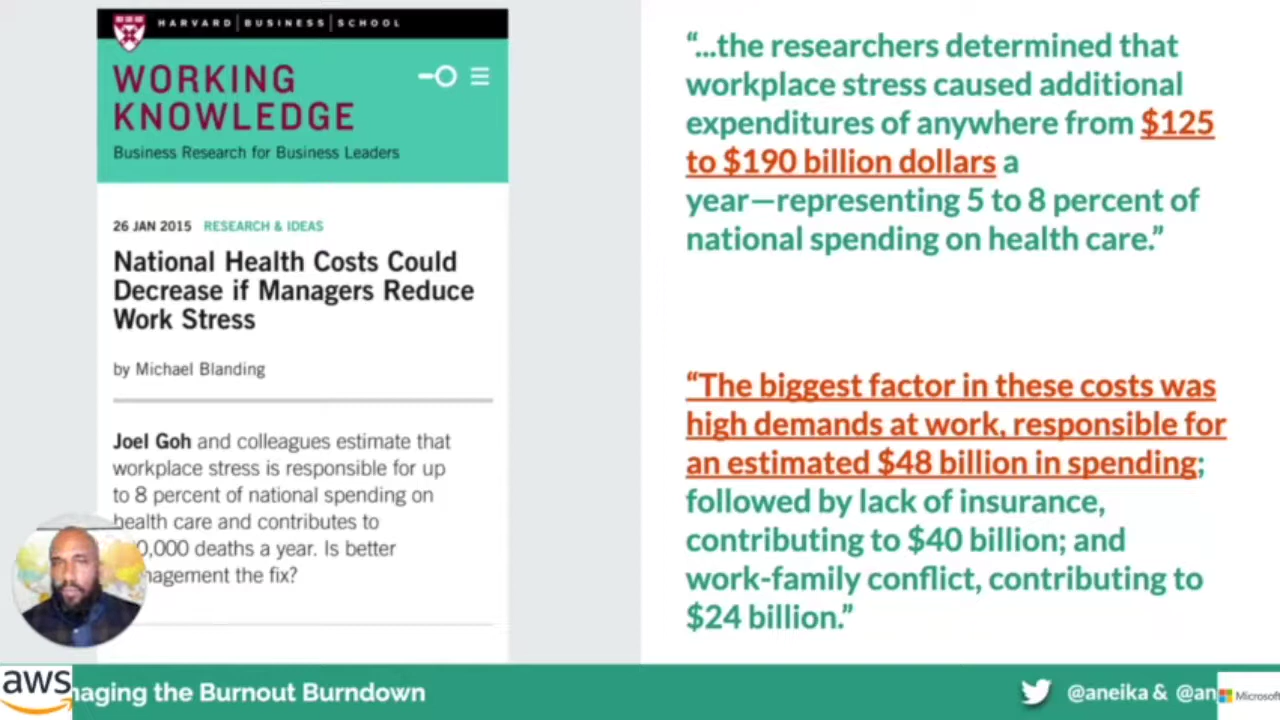 HARVARD BUSINESS SCHOOL
WORKING
KNOWLEDGE
Business Research for Business Leaders
26 JAN 2015 RESEARCH & IDEAS
National Health Costs Could
Decrease if Managers Reduce
Work Stress
by Michael Blanding
Joel Goh and colleagues estimate that
workplace stress is responsible for up
to 8 percent of national spending on
health care and contributes to
0,000 deaths a year. Is better
nagement the fix?
“...the researchers determined that
workplace stress caused additional
expenditures of anywhere from $125
to $190 billion dollars a
year—representing 5 to 8 percent of
national spending on health care.”
“The biggest factor in these costs was
high demands at work, responsible for
an estimated $48 billion in spending;
followed by lack of insurance,
contributing to $40 billion; and
work-family conflict, contributing to
$24 billion.”
aws
naging the Burnout Burndown
@aneika & @an
Microsoft